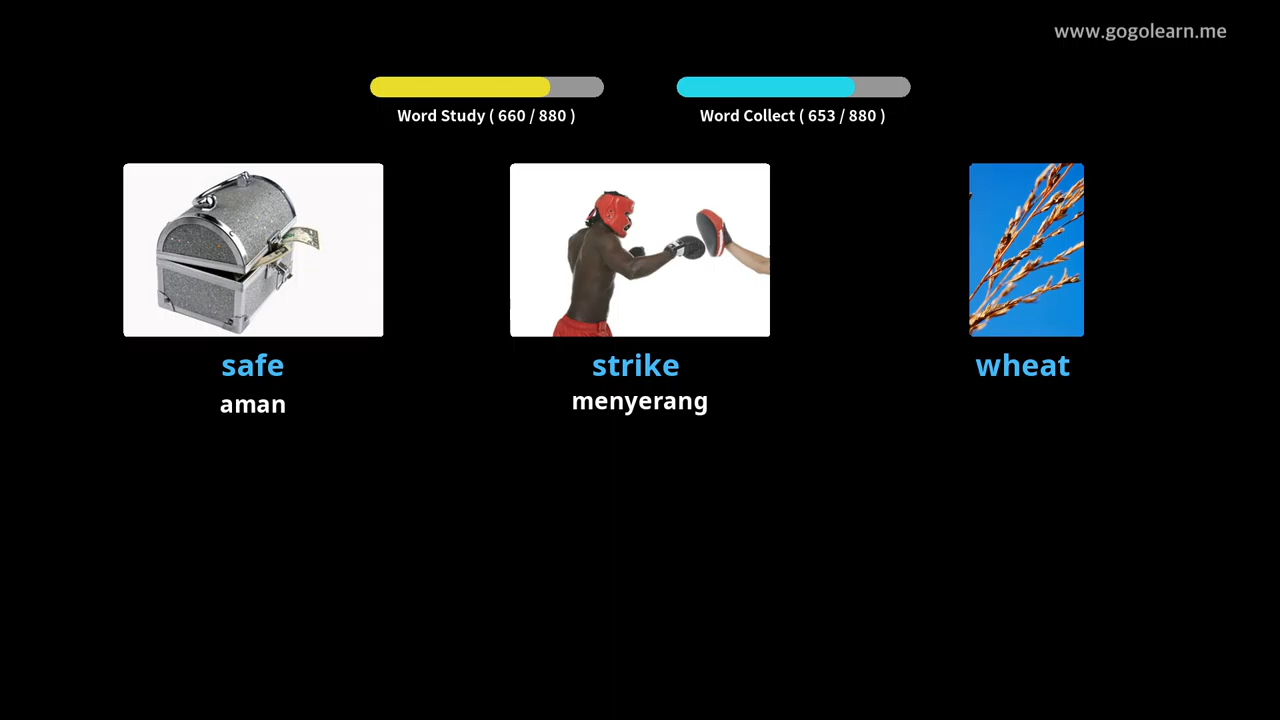 www.gogolearn.me
Word Study ( 660 / 880 )
Word Collect ( 653 / 880 )
safe
aman
strike
menyerang
wheat